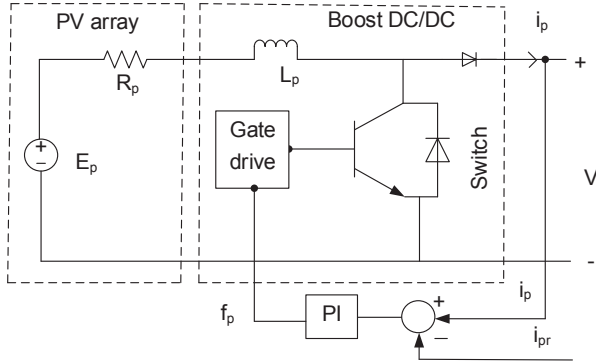 PV array
Boost DC/DC
i_p
+
R_p
L_p
Gate
drive
+
−
E_p
Switch
V
-
i_p
f_p
PI
+
−
i_pr